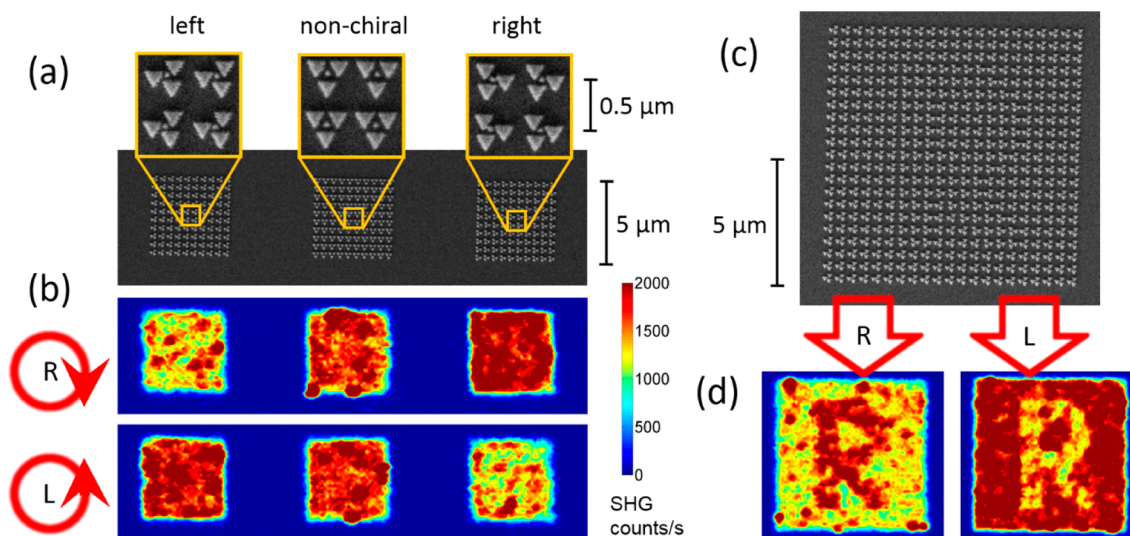 left non-chiral right
(a)
0.5 μm
5 μm
(b)
R
L
2000
1500
1000
500
0
SHG
counts/s
(c)
5 μm
R L
(d)
R R